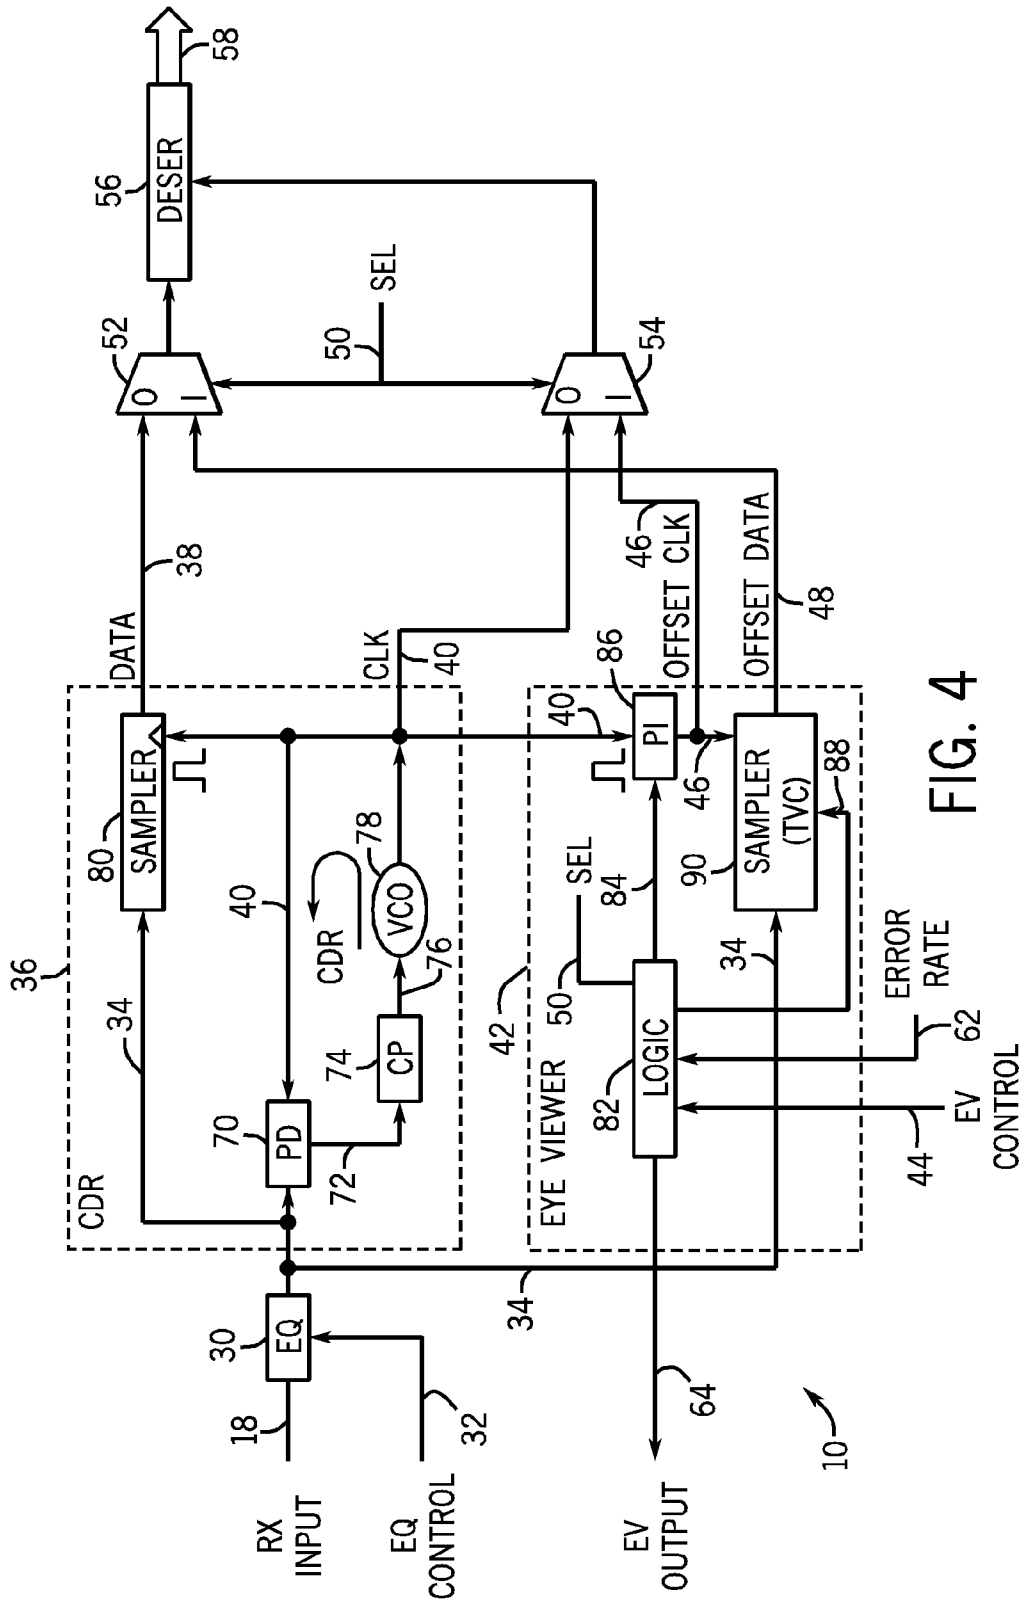 RX
INPUT
18
EQ
CONTROL
32
30
EQ
34
36
CDR
34
70
PD
72
74
CP
76
78
VCO
CDR
40
80
SAMPLER
DATA
38
CLK
40
40
52
0
1
50
SEL
54
0
1
56
DESER
58
34
42
EYE VIEWER
82
LOGIC
50
SEL
84
86
PI
46
OFFSET CLK
46
34
90
SAMPLER
(TVC)
88
OFFSET DATA
48
EV
OUTPUT
64
44
EV
CONTROL
62
ERROR
RATE
10
FIG. 4